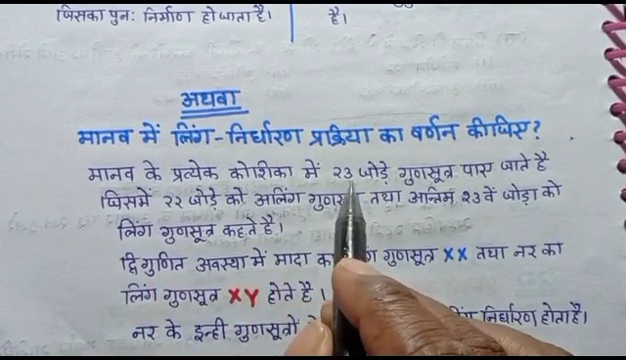 जिसका पुनः निर्माण हो जाता है।
है।
अथवा
मानव में लिंग-निर्धारण प्रक्रिया का वर्णन कीजिए?
मानव के प्रत्येक कोशीका में २३ जोड़े गुणसूत्र पास जाते है
जिसमें २२ जोड़े को अलिंग तथा अन्तिम २३ वें जोड़ा को
लिंग गुणसूत्र कहते है।
द्विगुणित अवस्था में मादा का गुणसूत्र XX तथा नर का
लिंग गुणसूत्र XY होते है।
नर के इन्ही गुणसूत्रों निर्धारण होता है।